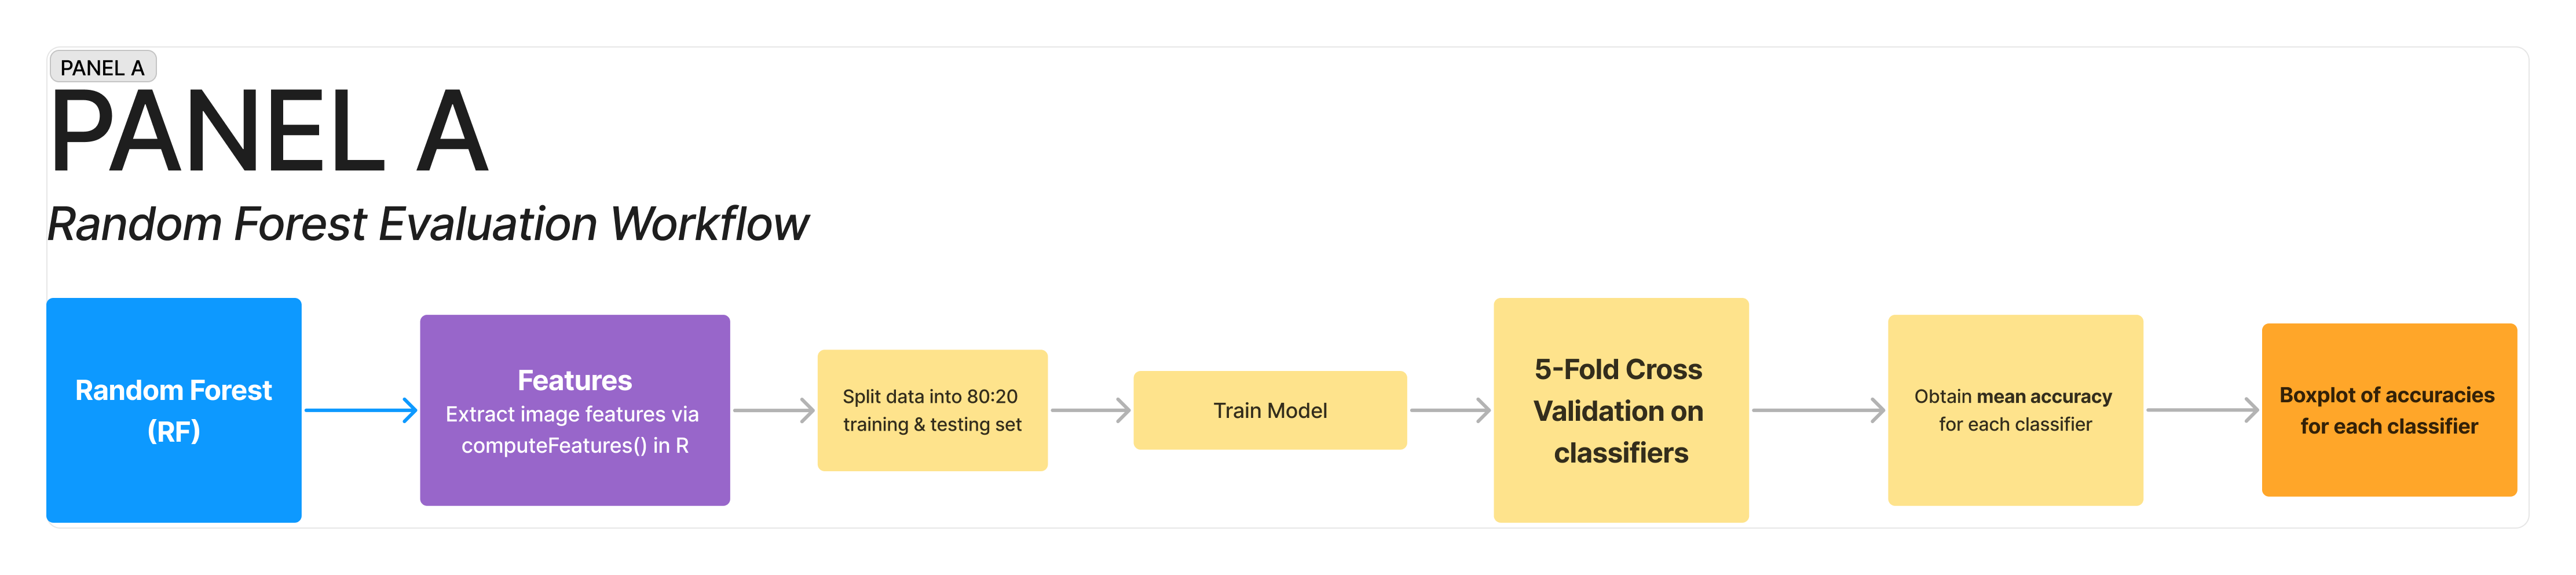 PANEL A
PANEL A
Random Forest Evaluation Workflow
Random Forest
(RF)
Features
Extract image features via
computeFeatures() in R
Split data into 80:20
training & testing set
Train Model
5-Fold Cross
Validation on
classifiers
Obtain mean accuracy
for each classifier
Boxplot of accuracies
for each classifier